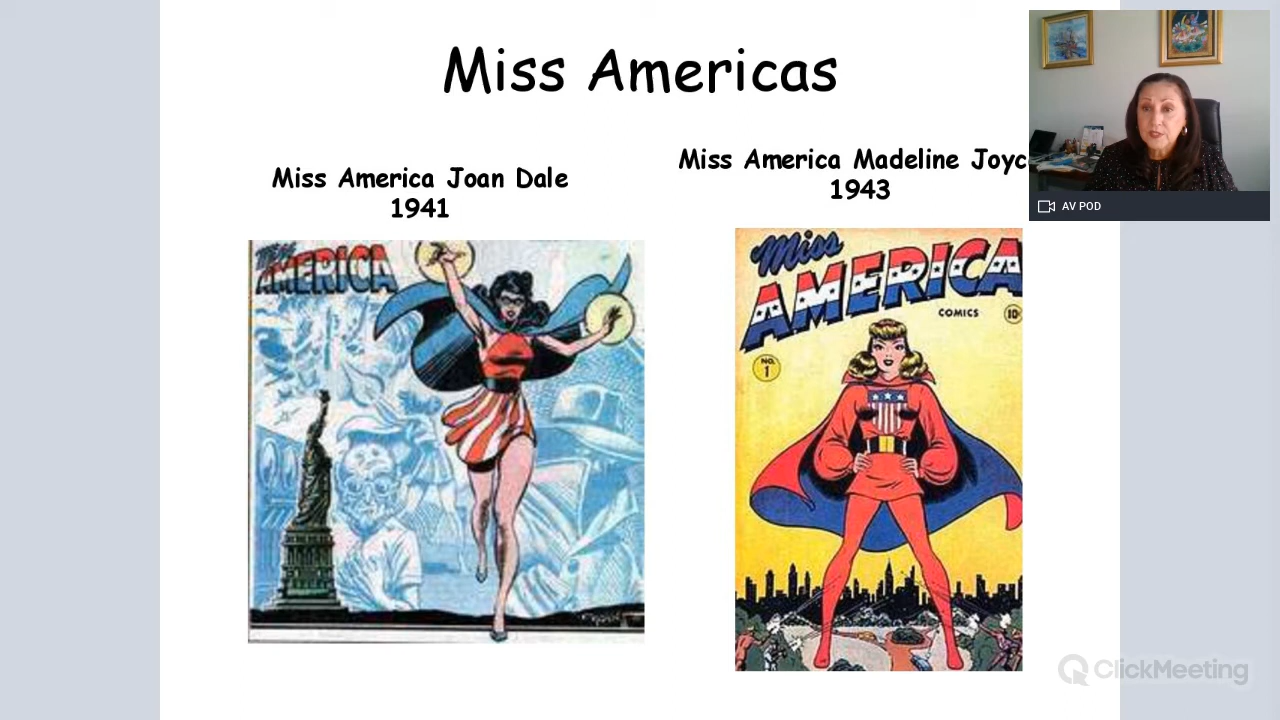 Miss Americas
Miss America Joan Dale
1941
Miss America Madeline Joyc
1943
AV POD
Miss
AMERICA
Miss
AMERICA
COMICS
10¢
NO.
1
ClickMeeting